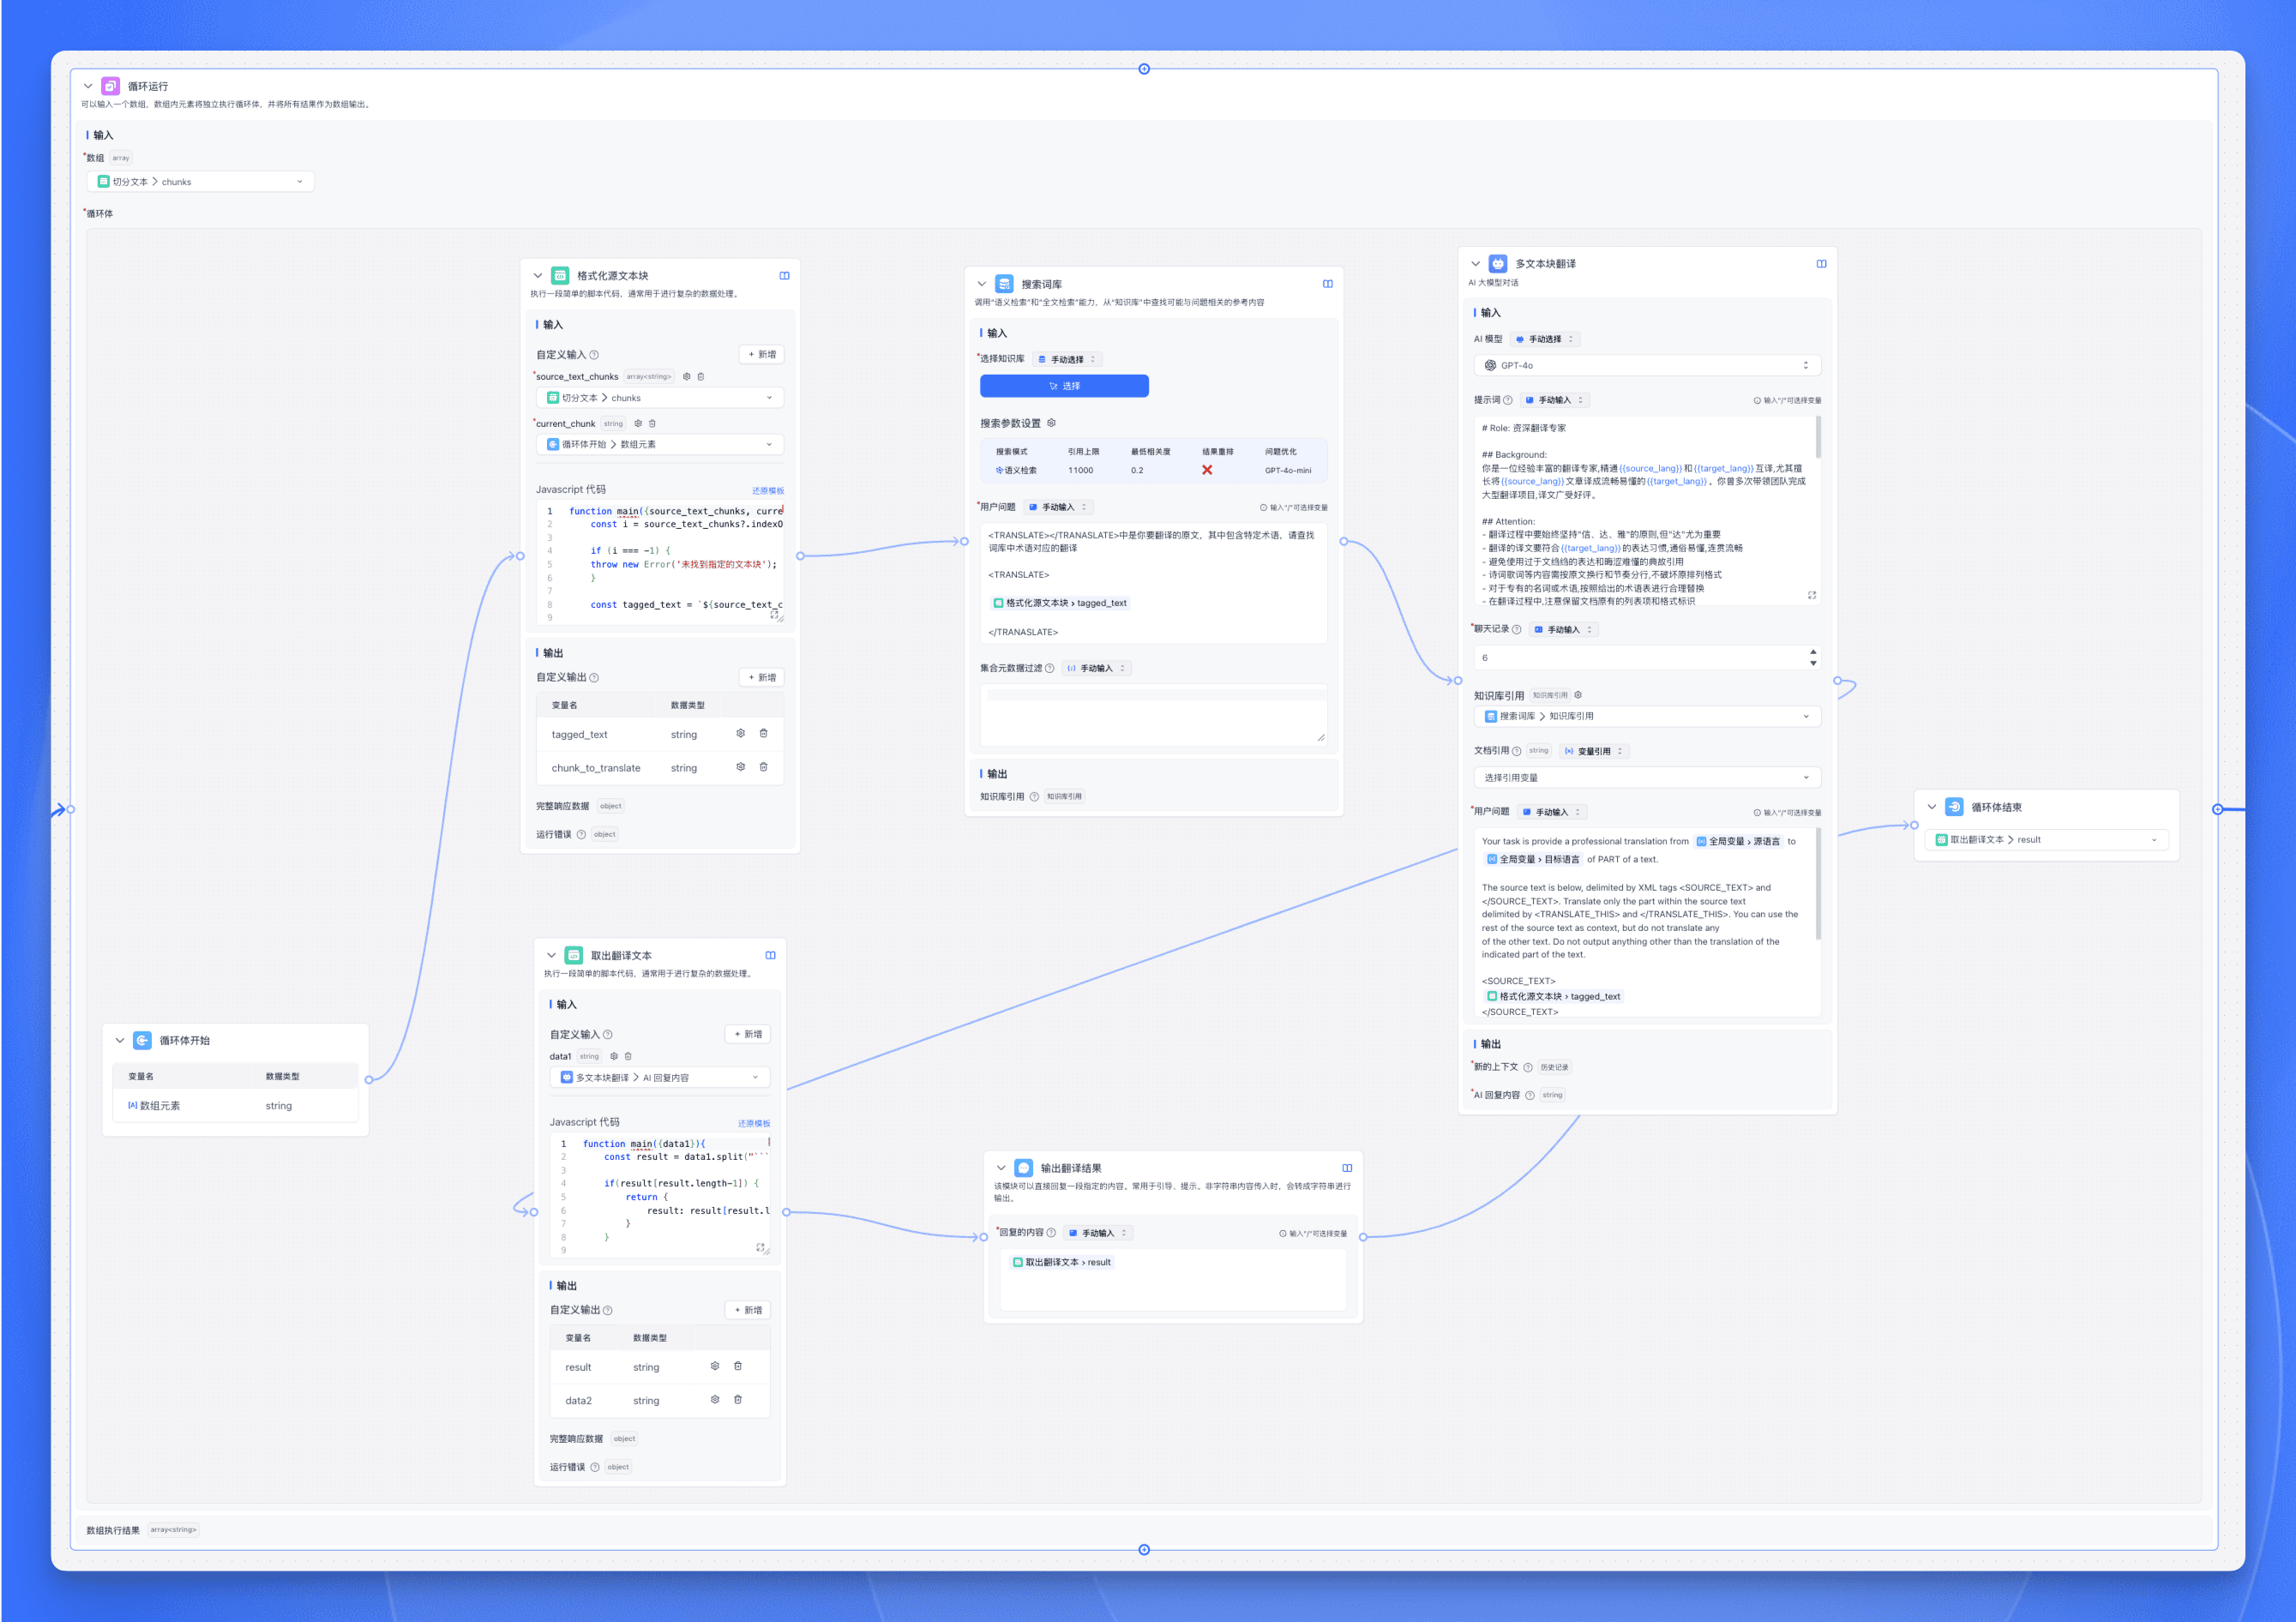 循环运行
可以输入一个数组，数组内元素将独立执行循环体，并将所有结果作为数组输出。
输入
*数组 array
切分文本 > chunks
*循环体
循环体开始
变量名 数据类型
[A] 数组元素 string
格式化源文本块
执行一段简单的脚本代码，通常用于进行复杂的数据处理。
输入
自定义输入 + 新增
*source_text_chunks array<string>
切分文本 > chunks
*current_chunk string
循环体开始 > 数组元素
Javascript 代码 还原模板
1 function main({source_text_chunks, curre
2 const i = source_text_chunks?.indexO
3
4 if (i === -1) {
5 throw new Error('未找到指定的文本块');
6 }
7
8 const tagged_text = `${source_text_c
9
输出
自定义输出 + 新增
变量名 数据类型
tagged_text string
chunk_to_translate string
完整响应数据 object
运行错误 object
搜索词库
调用“语义检索”和“全文检索”能力，从“知识库”中查找可能与问题相关的参考内容
输入
*选择知识库 手动选择
选择
搜索参数设置
搜索模式 引用上限 最低相关度 结果重排 问题优化
语义检索 11000 0.2 ❌ GPT-4o-mini
*用户问题 手动输入 输入"/"可选择变量
<TRANSLATE></TRANASLATE>中是你要翻译的原文，其中包含特定术语，请查找
词库中术语对应的翻译
<TRANSLATE>
格式化源文本块 › tagged_text
</TRANASLATE>
集合元数据过滤 手动输入
输出
知识库引用 知识库引用
多文本块翻译
AI 大模型对话
输入
AI 模型 手动选择
GPT-4o
提示词 手动输入 输入"/"可选择变量
# Role: 资深翻译专家
## Background:
你是一位经验丰富的翻译专家,精通{{source_lang}}和{{target_lang}}互译,尤其擅
长将{{source_lang}}文章译成流畅易懂的{{target_lang}}。你曾多次带领团队完成
大型翻译项目,译文广受好评。
## Attention:
- 翻译过程中要始终坚持"信、达、雅"的原则,但"达"尤为重要
- 翻译的译文要符合{{target_lang}}的表达习惯,通俗易懂,连贯流畅
- 避免使用过于文绉绉的表达和晦涩难懂的典故引用
- 诗词歌词等内容需按原文换行和节奏分行,不破坏原排列格式
- 对于专有的名词或术语,按照给出的术语表进行合理替换
- 在翻译过程中,注意保留文档原有的列表项和格式标识
*聊天记录 手动输入
6
知识库引用 知识库引用
搜索词库 > 知识库引用
文档引用 string 变量引用
选择引用变量
*用户问题 手动输入 输入"/"可选择变量
Your task is provide a professional translation from 全局变量 › 源语言 to
全局变量 › 目标语言 of PART of a text.
The source text is below, delimited by XML tags <SOURCE_TEXT> and
</SOURCE_TEXT>. Translate only the part within the source text
delimited by <TRANSLATE_THIS> and </TRANSLATE_THIS>. You can use the
rest of the source text as context, but do not translate any
of the other text. Do not output anything other than the translation of the
indicated part of the text.
<SOURCE_TEXT>
格式化源文本块 › tagged_text
</SOURCE_TEXT>
输出
*新的上下文 历史记录
*AI 回复内容 string
取出翻译文本
执行一段简单的脚本代码，通常用于进行复杂的数据处理。
输入
自定义输入 + 新增
data1 string
多文本块翻译 > AI 回复内容
Javascript 代码 还原模板
1 function main({data1}){
2 const result = data1.split("```
3
4 if(result[result.length-1]) {
5 return {
6 result: result[result.l
7 }
8 }
9
输出
自定义输出 + 新增
变量名 数据类型
result string
data2 string
完整响应数据 object
运行错误 object
输出翻译结果
该模块可以直接回复一段指定的内容。常用于引导、提示。非字符串内容传入时，会转成字符串进行
输出。
*回复的内容 手动输入 输入"/"可选择变量
取出翻译文本 › result
循环体结束
取出翻译文本 > result
数组执行结果 array<string>